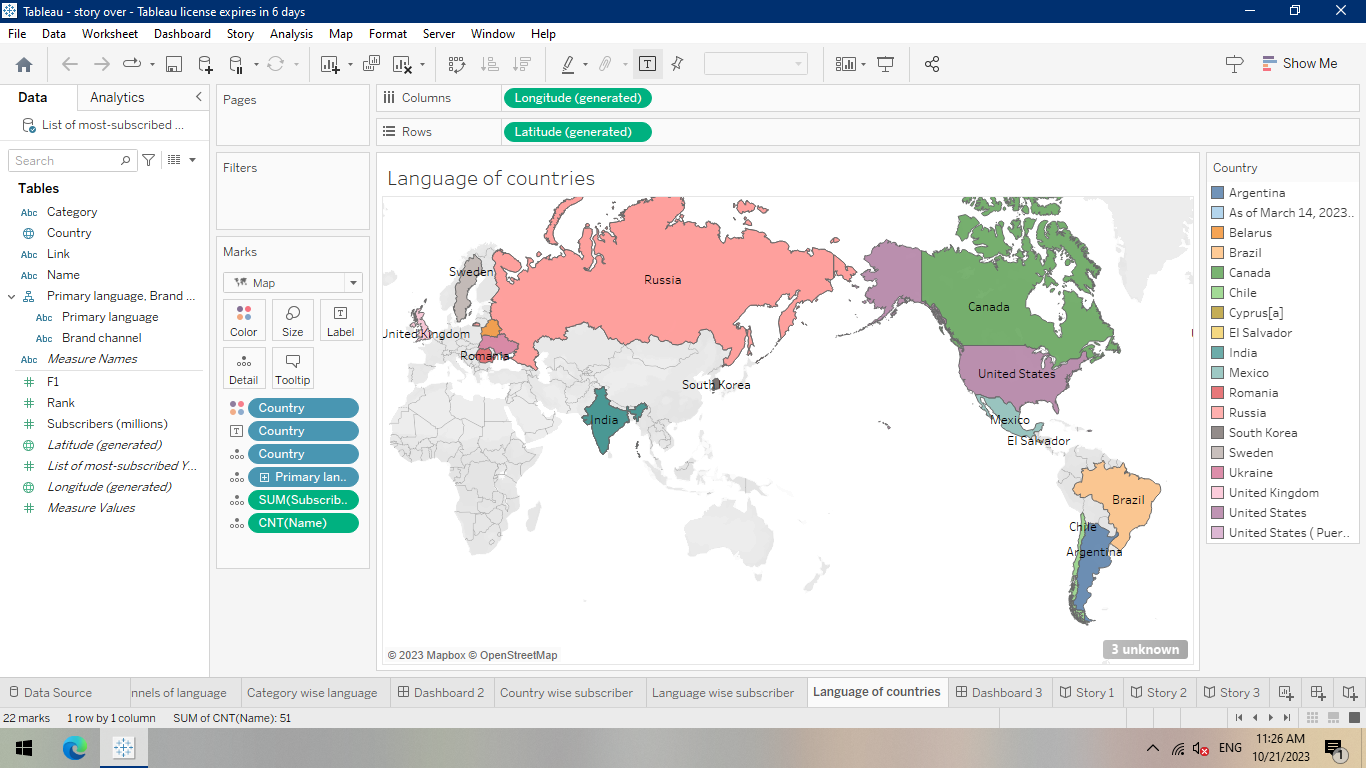 Tableau - story over - Tableau license expires in 6 days
File Data Worksheet Dashboard Story Analysis Map Format Server Window Help
Show Me
Data Analytics
List of most-subscribed ...
Search
Tables
Abc Category
Country
Abc Link
Abc Name
Primary language, Brand ...
Abc Primary language
Abc Brand channel
Abc Measure Names
F1
Rank
Subscribers (millions)
Latitude (generated)
List of most-subscribed Y...
Longitude (generated)
Measure Values
Pages
Filters
Marks
Map
Color Size Label
Detail Tooltip
Country
Country
Country
Primary lan..
SUM(Subscrib..
CNT(Name)
Columns Longitude (generated)
Rows Latitude (generated)
Language of countries
Sweden
Russia
Canada
United Kingdom
Romania
United States
South Korea
India
Mexico
El Salvador
Brazil
Chile
Argentina
© 2023 Mapbox © OpenStreetMap
3 unknown
Country
Argentina
As of March 14, 2023..
Belarus
Brazil
Canada
Chile
Cyprus[a]
El Salvador
India
Mexico
Romania
Russia
South Korea
Sweden
Ukraine
United Kingdom
United States
United States ( Puer..
Data Source nnels of language Category wise language Dashboard 2 Country wise subscriber Language wise subscriber Language of countries Dashboard 3 Story 1 Story 2 Story 3
22 marks 1 row by 1 column SUM of CNT(Name): 51
ENG
11:26 AM
10/21/2023
1